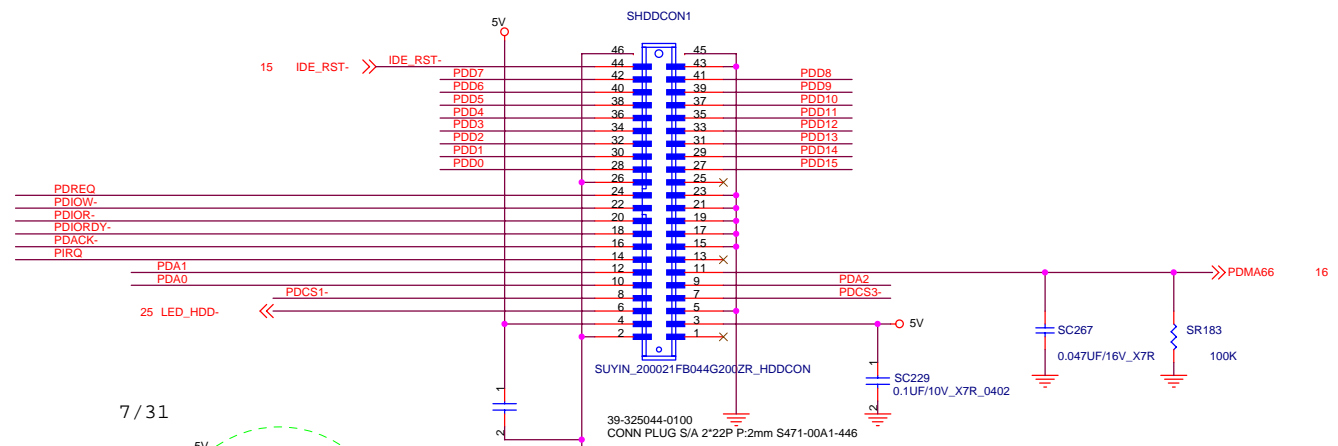 SHDDCON1
5V
46 45
15 IDE_RST- IDE_RST- 44 43
PDD7 42 41 PDD8
PDD6 40 39 PDD9
PDD5 38 37 PDD10
PDD4 36 35 PDD11
PDD3 34 33 PDD12
PDD2 32 31 PDD13
PDD1 30 29 PDD14
PDD0 28 27 PDD15
26 25
PDREQ 24 23
PDIOW- 22 21
PDIOR- 20 19
PDIORDY- 18 17
PDACK- 16 15
PIRQ 14 13
PDA1 12 11 PDMA66 16
PDA0 10 9 PDA2
PDCS1- 8 7 PDCS3-
25 LED_HDD- 6 5
4 3 5V
2 1
SC267
0.047UF/16V_X7R
SR183
100K
SUYIN_200021FB044G200ZR_HDDCON
1
SC229
0.1UF/10V_X7R_0402
2
1
2
39-325044-0100
CONN PLUG S/A 2*22P P:2mm S471-00A1-446
7/31
5V